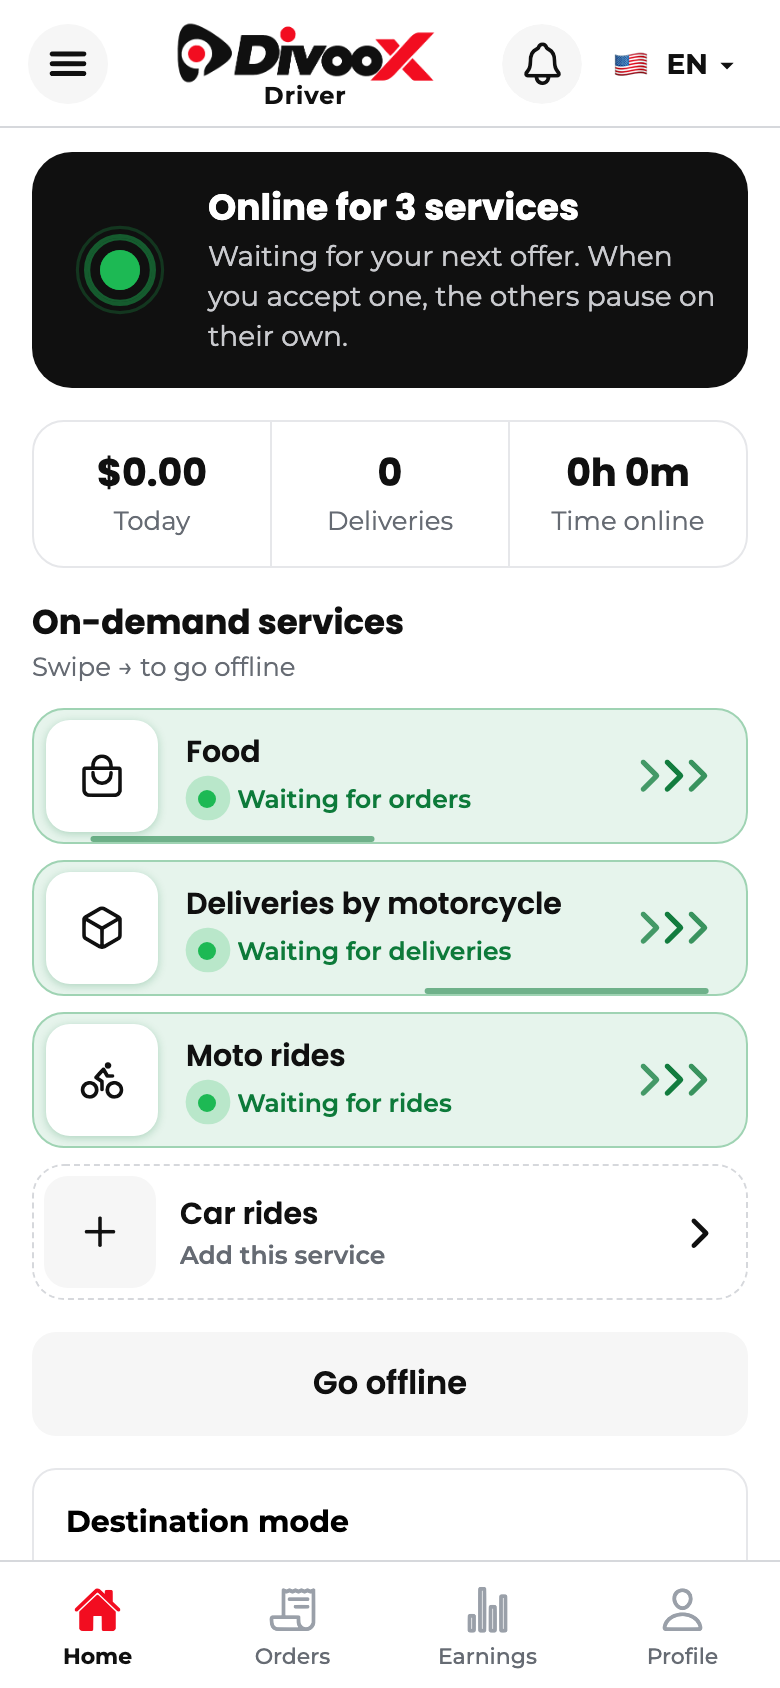 DivooX
Driver
EN
Online for 3 services
Waiting for your next offer. When
you accept one, the others pause on
their own.
$0.00
Today
0
Deliveries
0h 0m
Time online
On-demand services
Swipe → to go offline
Food
Waiting for orders
Deliveries by motorcycle
Waiting for deliveries
Moto rides
Waiting for rides
Car rides
Add this service
Go offline
Destination mode
Home
Orders
Earnings
Profile